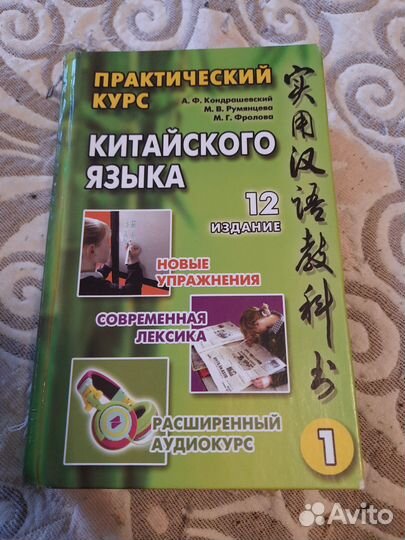 ПРАКТИЧЕСКИЙ
КУРС
А. Ф. Кондрашевский
М. В. Румянцева
М. Г. Фролова
КИТАЙСКОГО
ЯЗЫКА
实用汉语教科书
12
ИЗДАНИЕ
НОВЫЕ
УПРАЖНЕНИЯ
СОВРЕМЕННАЯ
ЛЕКСИКА
РАСШИРЕННЫЙ
АУДИОКУРС
1
Avito